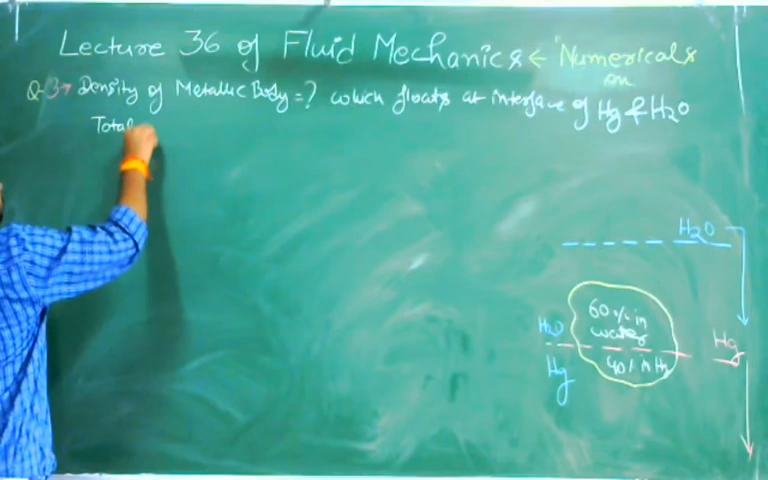 Lecture 36 of Fluid Mechanics ← Numericals
on
Q-3→ Density of Metallic Body = ? which floats at interface of Hg & H2O
Total
H2O
60% in
water
H2O
Hg
40% in Hg
Hg